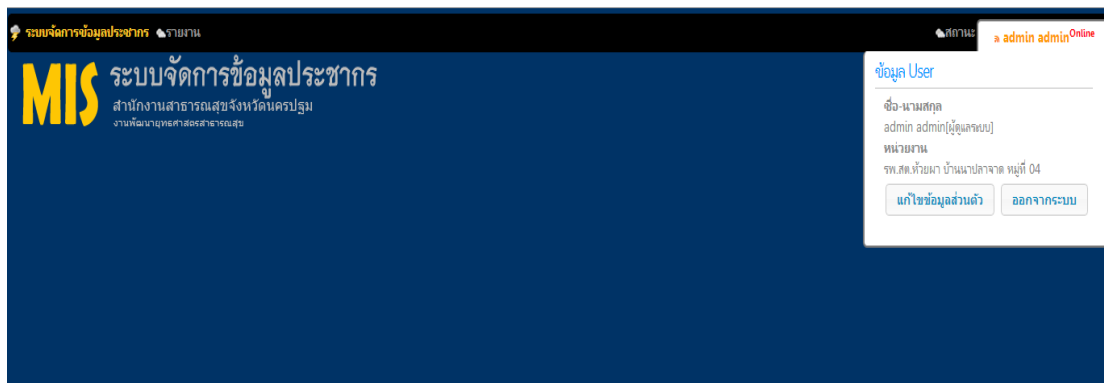 ระบบจัดการข้อมูลประชากร รายงาน สถานะ admin adminOnline
MIS ระบบจัดการข้อมูลประชากร
สำนักงานสาธารณสุขจังหวัดนครปฐม
งานพัฒนายุทธศาสตร์สาธารณสุข
ข้อมูล User
ชื่อ-นามสกุล
admin admin[ผู้ดูแลระบบ]
หน่วยงาน
รพ.สต.ห้วยผา บ้านนาปลาจาด หมู่ที่ 04
แก้ไขข้อมูลส่วนตัว ออกจากระบบ